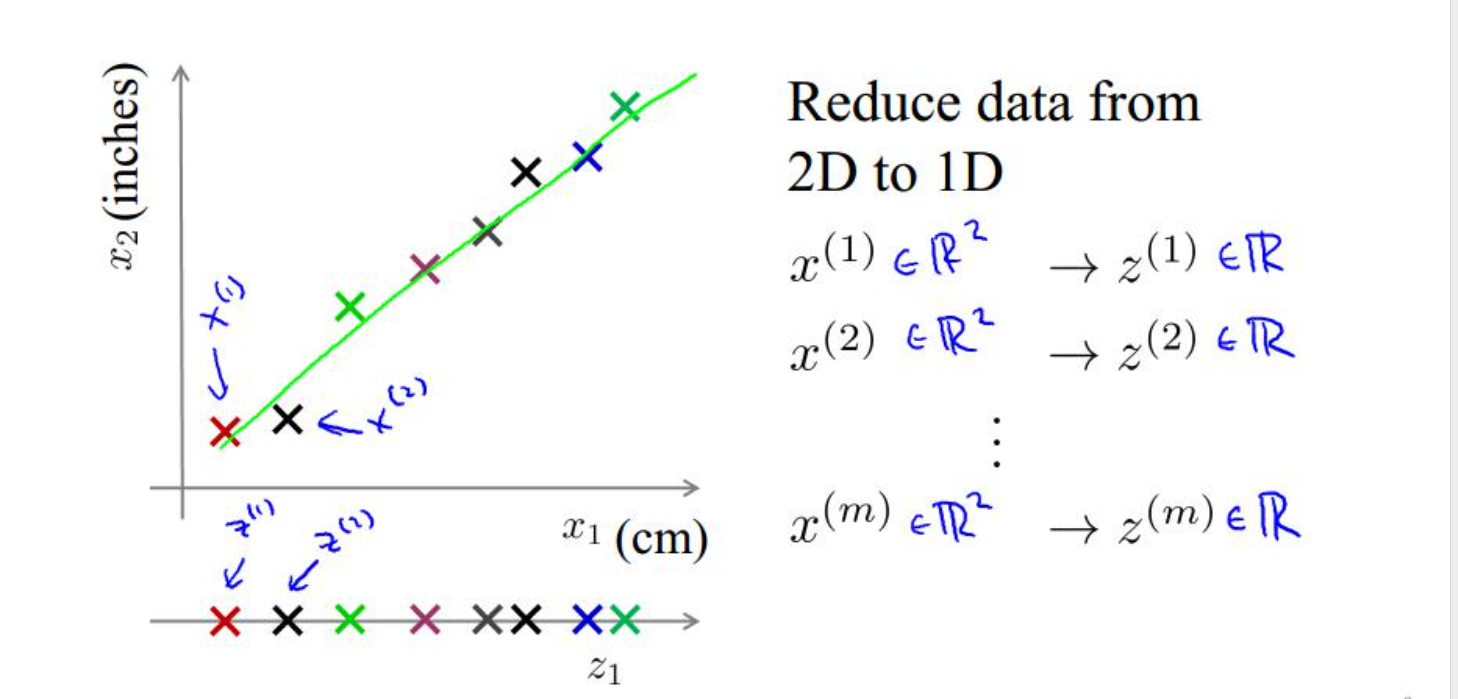 x₂ (inches)
x⁽¹⁾
x⁽²⁾
x₁ (cm)
z⁽¹⁾
z⁽²⁾
z₁
Reduce data from
2D to 1D
x⁽¹⁾ ∈ ℝ² → z⁽¹⁾ ∈ ℝ
x⁽²⁾ ∈ ℝ² → z⁽²⁾ ∈ ℝ
⋮
x⁽ᵐ⁾ ∈ ℝ² → z⁽ᵐ⁾ ∈ ℝ